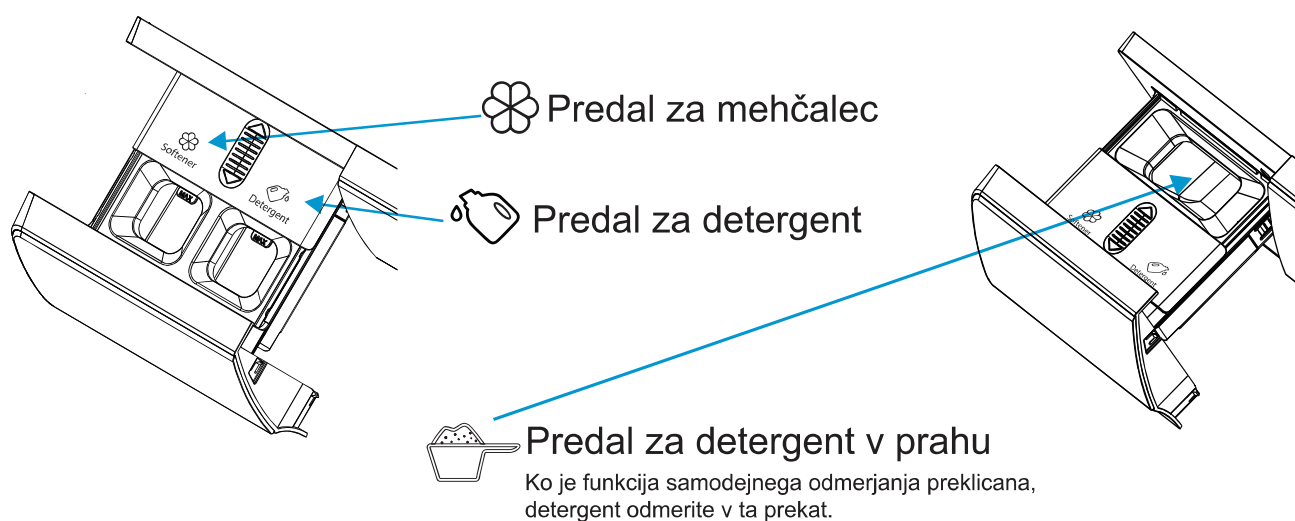 Predal za mehčalec
Softener
Detergent
MAX
MAX
Predal za detergent
Softener
Detergent
Predal za detergent v prahu
Ko je funkcija samodejnega odmerjanja preklicana,
detergent odmerite v ta prekat.